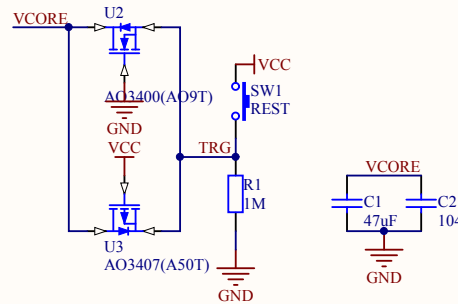 U2
VCORE
AO3400(AO9T)
GND
VCC
U3
AO3407(A50T)
VCC
SW1
REST
TRG
R1
1M
GND
VCORE
C1
47uF
C2
104
GND